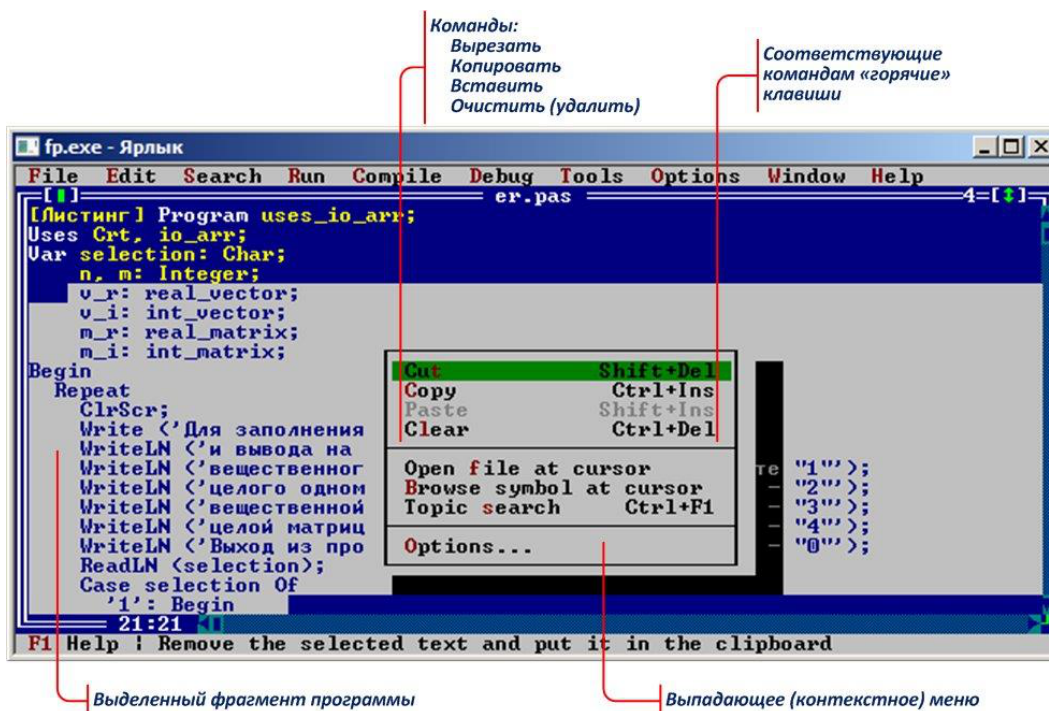 Команды:
Вырезать
Копировать
Вставить
Очистить (удалить)
Соответствующие
командам «горячие»
клавиши
fp.exe - Ярлык
File Edit Search Run Compile Debug Tools Options Window Help
er.pas 4=[↕]
[Листинг] Program uses_io_arr;
Uses Crt, io_arr;
Var selection: Char;
n, m: Integer;
v_r: real_vector;
v_i: int_vector;
m_r: real_matrix;
m_i: int_matrix;
Begin
Repeat
ClrScr;
Write ('Для заполнения
WriteLN ('и вывода на
WriteLN ('вещественног те "1"');
WriteLN ('целого одном – "2"');
WriteLN ('вещественной – "3"');
WriteLN ('целой матриц – "4"');
WriteLN ('Выход из про – "0"');
ReadLN (selection);
Case selection Of
'1': Begin
Cut Shift+Del
Copy Ctrl+Ins
Paste Shift+Ins
Clear Ctrl+Del
Open file at cursor
Browse symbol at cursor
Topic search Ctrl+F1
Options...
21:21
F1 Help | Remove the selected text and put it in the clipboard
Выделенный фрагмент программы
Выпадающее (контекстное) меню